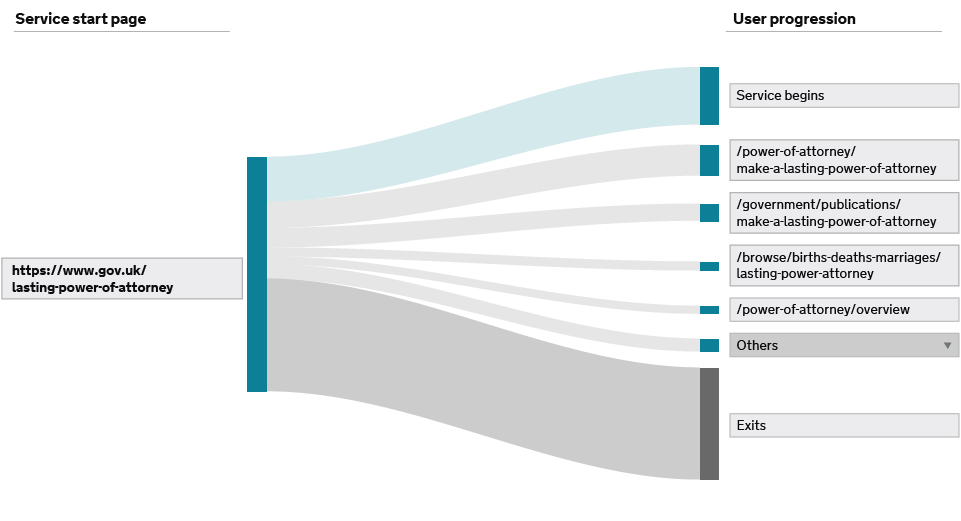 Service start page
User progression
Service begins
/power-of-attorney/
make-a-lasting-power-of-attorney
/government/publications/
make-a-lasting-power-of-attorney
https://www.gov.uk/
lasting-power-of-attorney
/browse/births-deaths-marriages/
lasting-power-attorney
/power-of-attorney/overview
Others
Exits